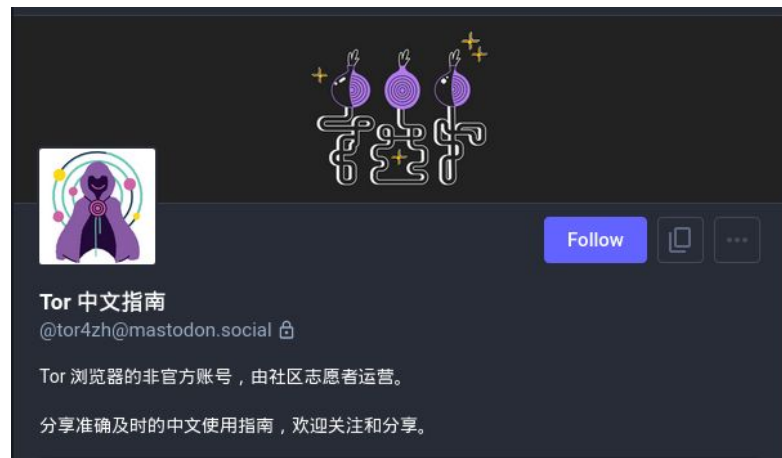 Follow
Tor 中文指南
@tor4zh@mastodon.social
Tor 浏览器的非官方账号，由社区志愿者运营。
分享准确及时的中文使用指南，欢迎关注和分享。